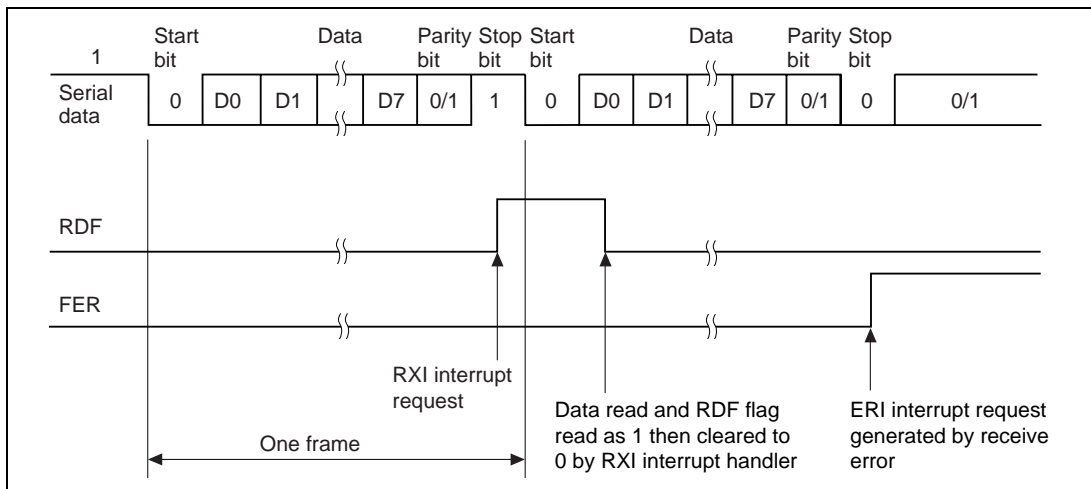 Start bit
Data
Parity bit
Stop bit
Start bit
Data
Parity bit
Stop bit
1
Serial data
0
D0
D1
D7
0/1
1
0
D0
D1
D7
0/1
0
0/1
RDF
FER
RXI interrupt
request
Data read and RDF flag
read as 1 then cleared to
0 by RXI interrupt handler
ERI interrupt request
generated by receive
error
One frame